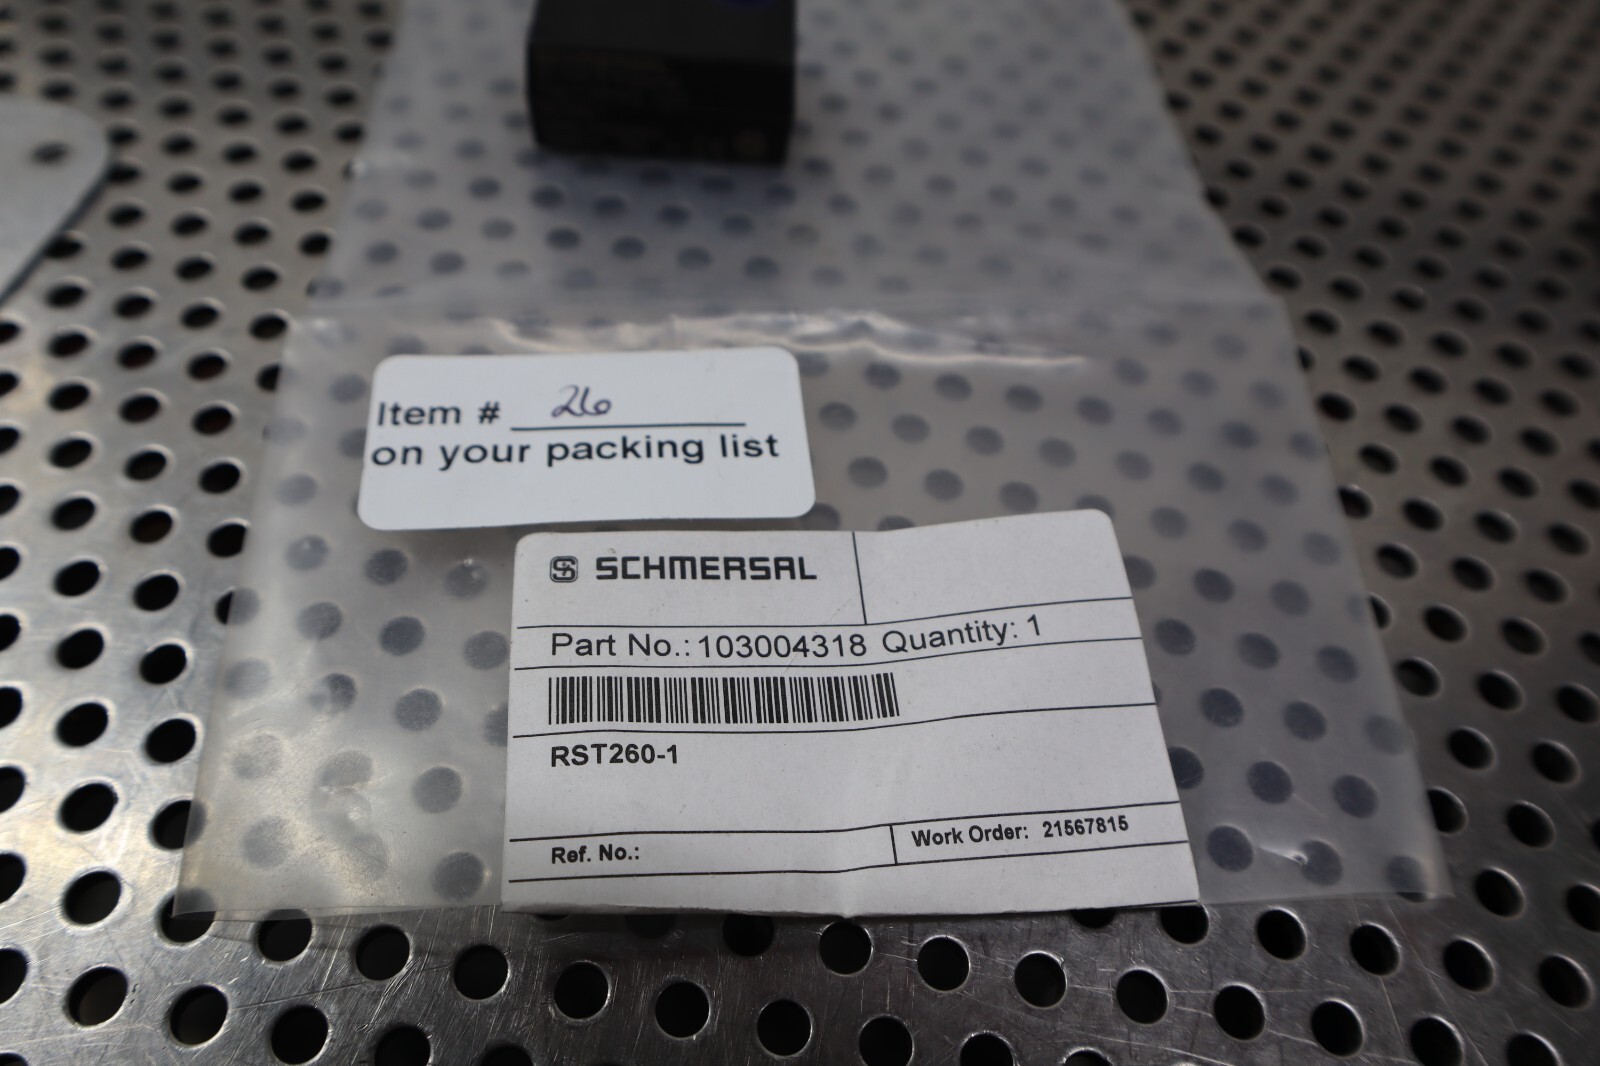 Item # 26
on your packing list
SCHMERSAL
Part No.: 103004318 Quantity: 1
RST260-1
Ref. No.:
Work Order: 21567815